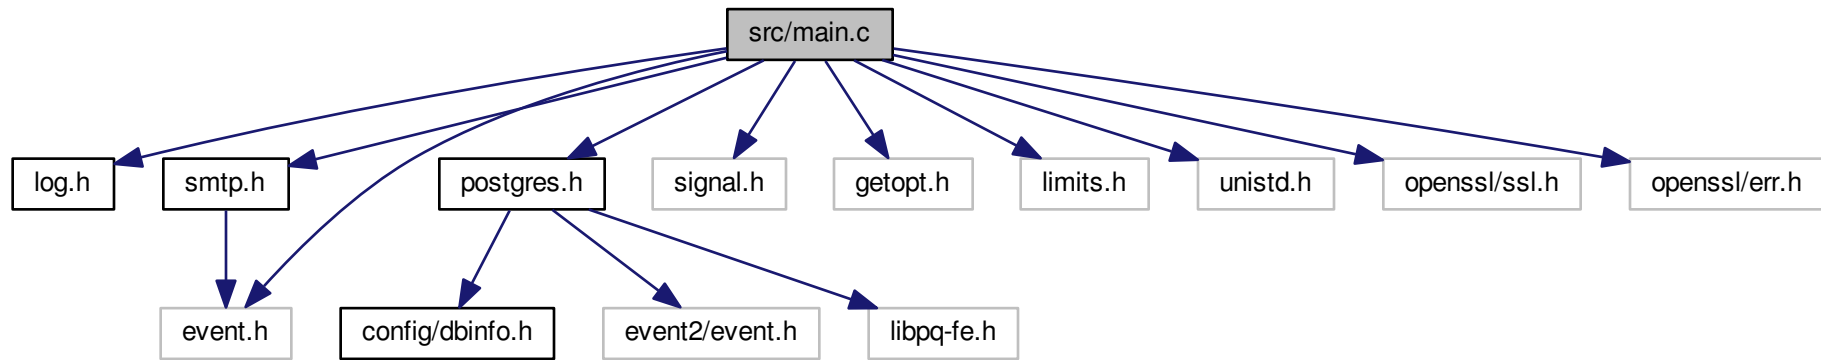 src/main.c
log.h
smtp.h
postgres.h
signal.h
getopt.h
limits.h
unistd.h
openssl/ssl.h
openssl/err.h
event.h
config/dbinfo.h
event2/event.h
libpq-fe.h